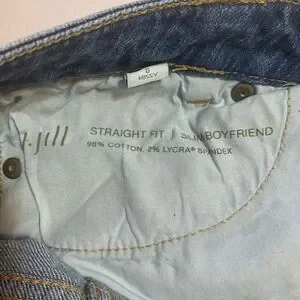 6
MISSY
J.Jill
STRAIGHT FIT | SLIM BOYFRIEND
98% COTTON, 2% LYCRA® SPANDEX